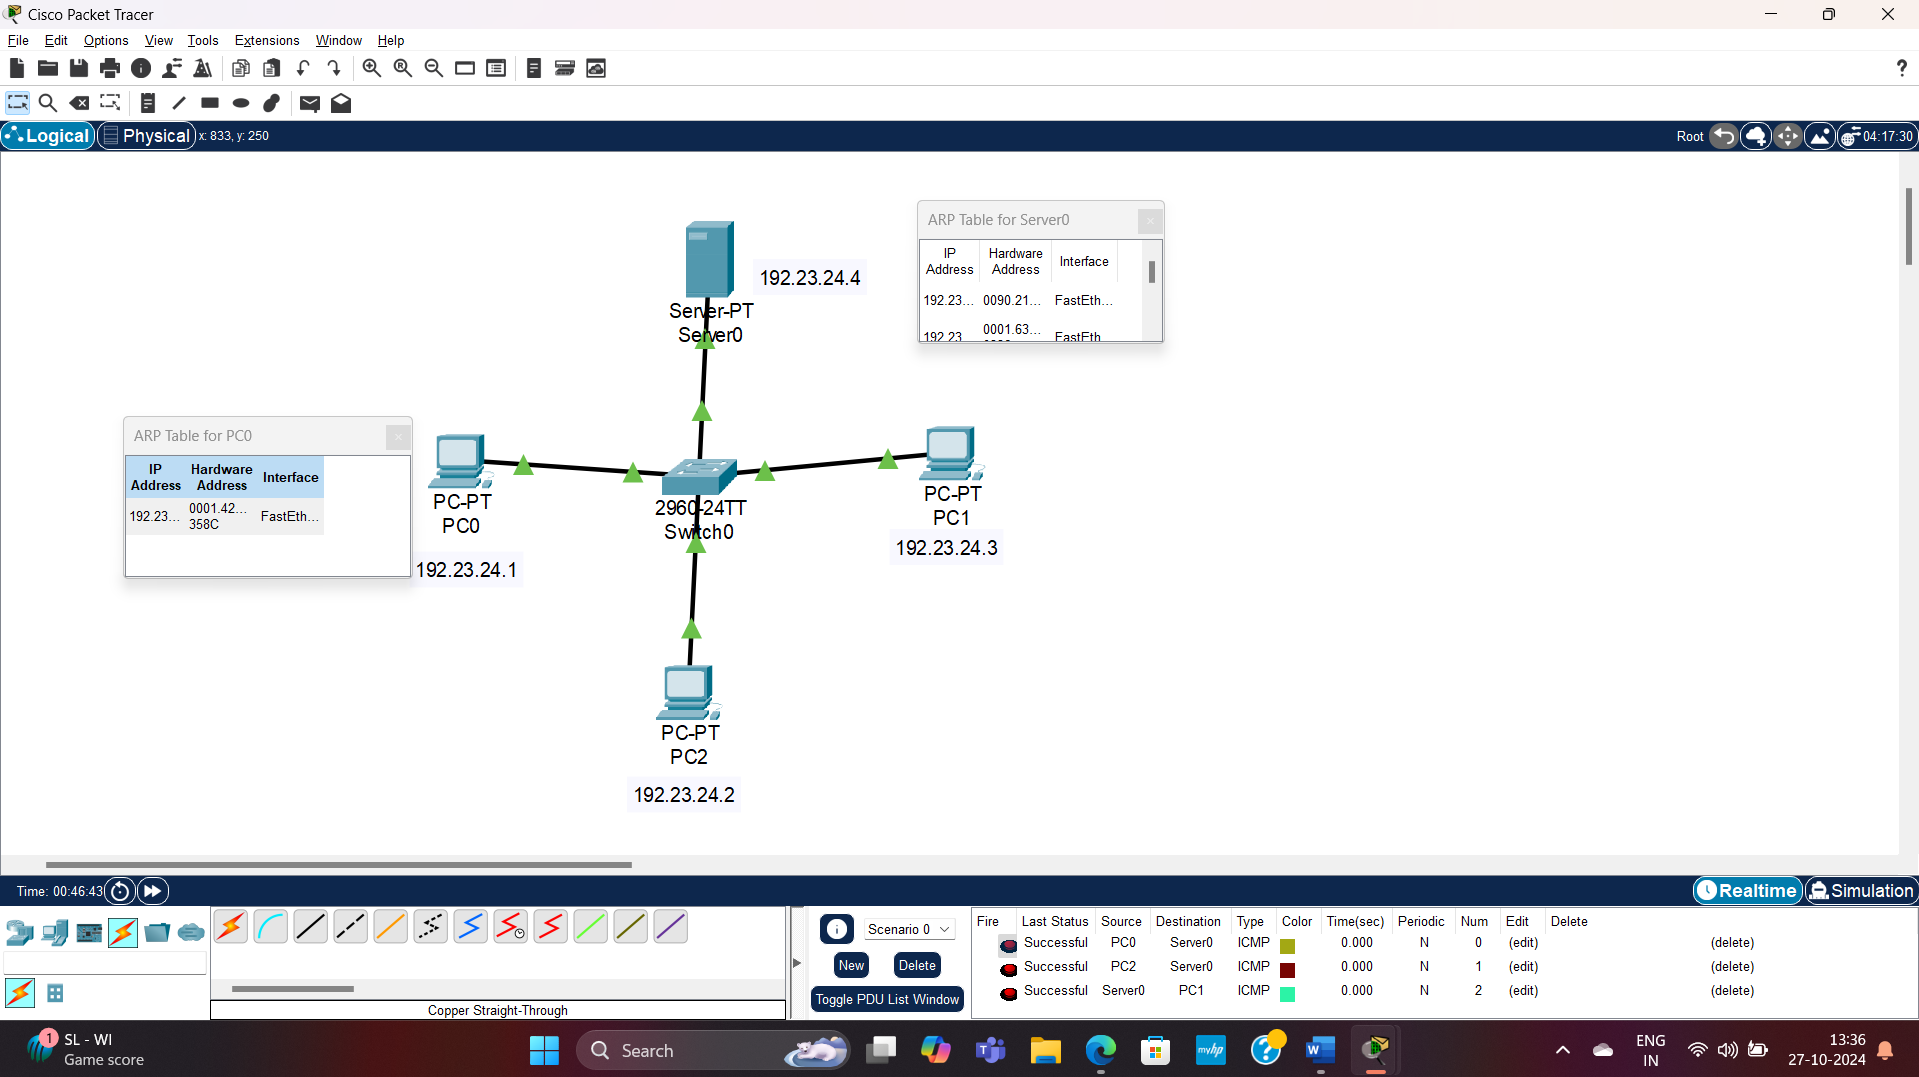 Cisco Packet Tracer
File Edit Options View Tools Extensions Window Help
Logical Physical x: 833, y: 250 Root 04:17:30
ARP Table for Server0
IP Address Hardware Address Interface
192.23... 0090.21... FastEth...
192.23 0001.63... FastEth
192.23.24.4
Server-PT
Server0
ARP Table for PC0
IP Address Hardware Address Interface
192.23... 0001.42... 358C FastEth...
PC-PT
PC0
192.23.24.1
2960-24TT
Switch0
PC-PT
PC1
192.23.24.3
PC-PT
PC2
192.23.24.2
Time: 00:46:43 Realtime Simulation
Copper Straight-Through
Scenario 0
New Delete
Toggle PDU List Window
Fire Last Status Source Destination Type Color Time(sec) Periodic Num Edit Delete
Successful PC0 Server0 ICMP 0.000 N 0 (edit) (delete)
Successful PC2 Server0 ICMP 0.000 N 1 (edit) (delete)
Successful Server0 PC1 ICMP 0.000 N 2 (edit) (delete)
1 SL - WI
Game score
Search
myhp
ENG
IN
13:36
27-10-2024